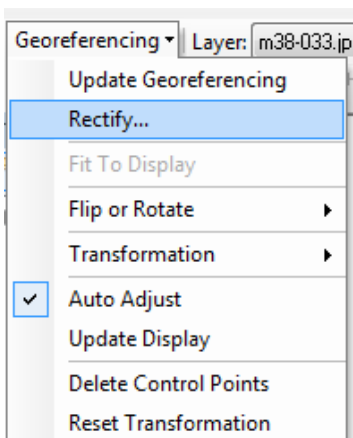 Georeferencing Layer: m38-033.jp
Update Georeferencing
Rectify...
Fit To Display
Flip or Rotate
Transformation
Auto Adjust
Update Display
Delete Control Points
Reset Transformation